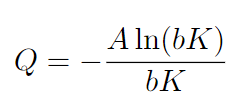 Q = -\frac{A \ln(bK)}{bK}